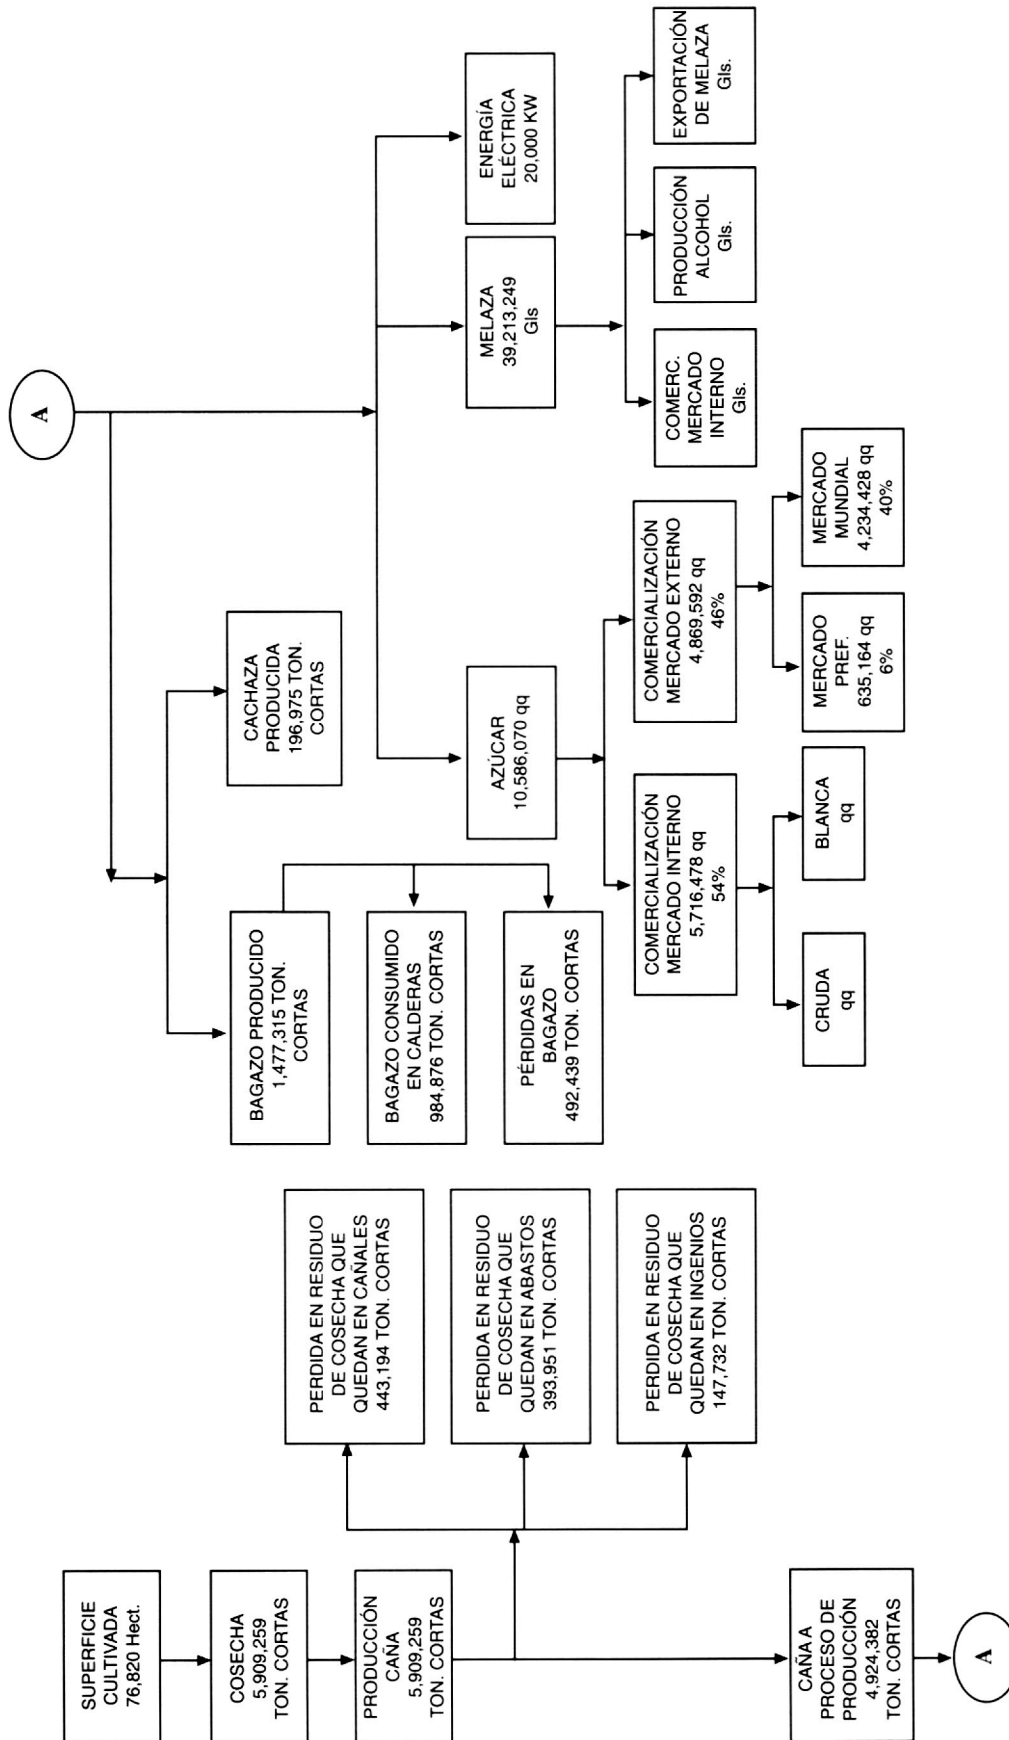 SUPERFICIE
CULTIVADA
76,820 Hect.
COSECHA
5,909,259
TON. CORTAS
PRODUCCIÓN
CAÑA
5,909,259
TON. CORTAS
PERDIDA EN RESIDUO
DE COSECHA QUE
QUEDAN EN CAÑALES
443,194 TON. CORTAS
PERDIDA EN RESIDUO
DE COSECHA QUE
QUEDAN EN ABASTOS
393,951 TON. CORTAS
PERDIDA EN RESIDUO
DE COSECHA QUE
QUEDAN EN INGENIOS
147,732 TON. CORTAS
CAÑA A
PROCESO DE
PRODUCCIÓN
4,924,382
TON. CORTAS
A
A
BAGAZO PRODUCIDO
1,477,315 TON.
CORTAS
CACHAZA
PRODUCIDA
196,975 TON.
CORTAS
BAGAZO CONSUMIDO
EN CALDERAS
984,876 TON. CORTAS
PÉRDIDAS EN
BAGAZO
492,439 TON. CORTAS
AZÚCAR
10,586,070 qq
MELAZA
39,213,249
Gls
ENERGÍA
ELÉCTRICA
20,000 KW
COMERCIALIZACIÓN
MERCADO INTERNO
5,716,478 qq
54%
COMERCIALIZACIÓN
MERCADO EXTERNO
4,869,592 qq
46%
COMERC.
MERCADO
INTERNO
Gls.
PRODUCCIÓN
ALCOHOL
Gls.
EXPORTACIÓN
DE MELAZA
Gls.
CRUDA
qq
BLANCA
qq
MERCADO
PREF.
635,164 qq
6%
MERCADO
MUNDIAL
4,234,428 qq
40%